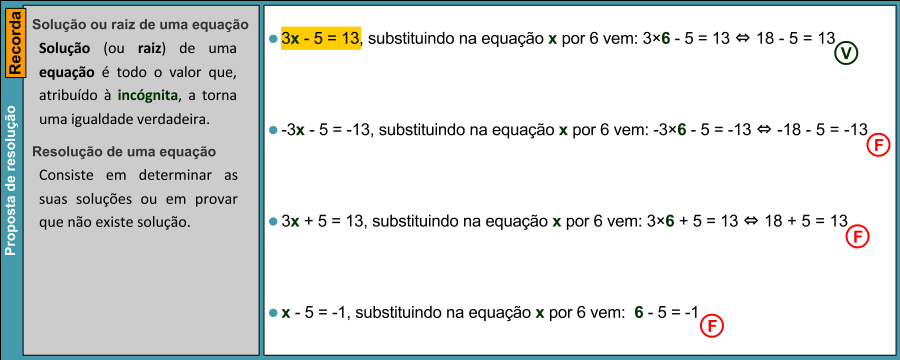 Recorda
Proposta de resolução
Solução ou raiz de uma equação
Solução (ou raiz) de uma
equação é todo o valor que,
atribuído à incógnita, a torna
uma igualdade verdadeira.
Resolução de uma equação
Consiste em determinar as
suas soluções ou em provar
que não existe solução.
3x - 5 = 13, substituindo na equação x por 6 vem: 3×6 - 5 = 13 ⇔ 18 - 5 = 13
V
-3x - 5 = -13, substituindo na equação x por 6 vem: -3×6 - 5 = -13 ⇔ -18 - 5 = -13
F
3x + 5 = 13, substituindo na equação x por 6 vem: 3×6 + 5 = 13 ⇔ 18 + 5 = 13
F
x - 5 = -1, substituindo na equação x por 6 vem: 6 - 5 = -1
F